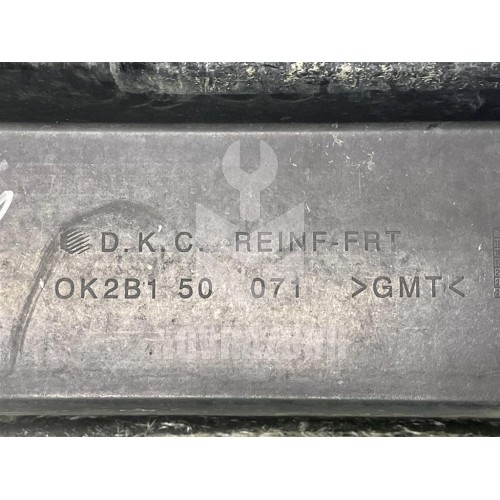 D.K.C. REINF-FRT
OK2B1 50 071 >GMT<